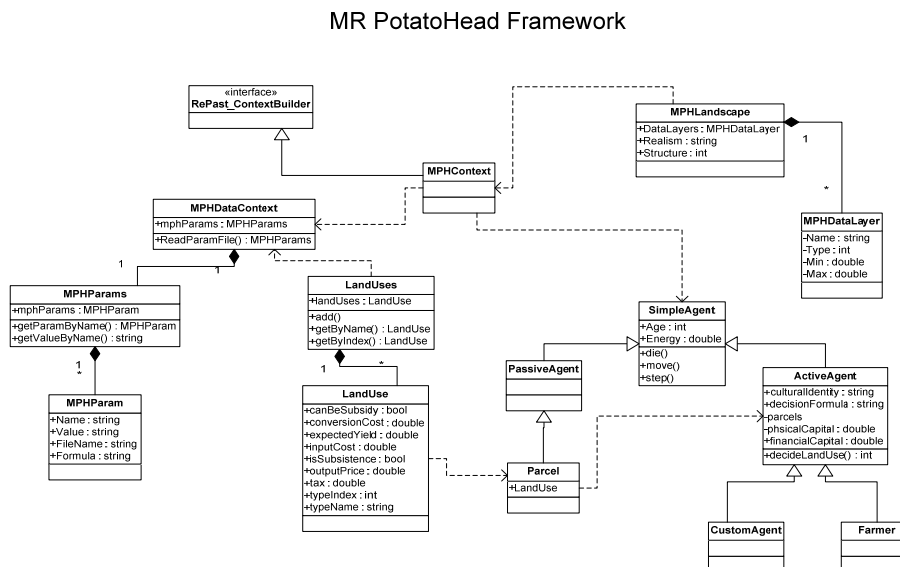 MR PotatoHead Framework
«interface»
RePast_ContextBuilder
MPHLandscape
+DataLayers : MPHDataLayer
+Realism : string
+Structure : int
1
*
MPHContext
MPHDataContext
+mphParams : MPHParams
+ReadParamFile() : MPHParams
1
1
MPHDataLayer
-Name : string
-Type : int
-Min : double
-Max : double
MPHParams
+mphParams : MPHParam
+getParamByName() : MPHParam
+getValueByName() : string
1
*
LandUses
+landUses : LandUse
+add()
+getByName() : LandUse
+getByIndex() : LandUse
1
*
SimpleAgent
+Age : int
+Energy : double
+die()
+move()
+step()
PassiveAgent
ActiveAgent
+culturalIdentity : string
+decisionFormula : string
-parcels
-phsicalCapital : double
+financialCapital : double
+decideLandUse() : int
MPHParam
+Name : string
+Value : string
+FileName : string
+Formula : string
LandUse
+canBeSubsidy : bool
+conversionCost : double
+expectedYield : double
+inputCost : double
+isSubsistence : bool
+outputPrice : double
+tax : double
+typeIndex : int
+typeName : string
Parcel
+LandUse
CustomAgent
Farmer